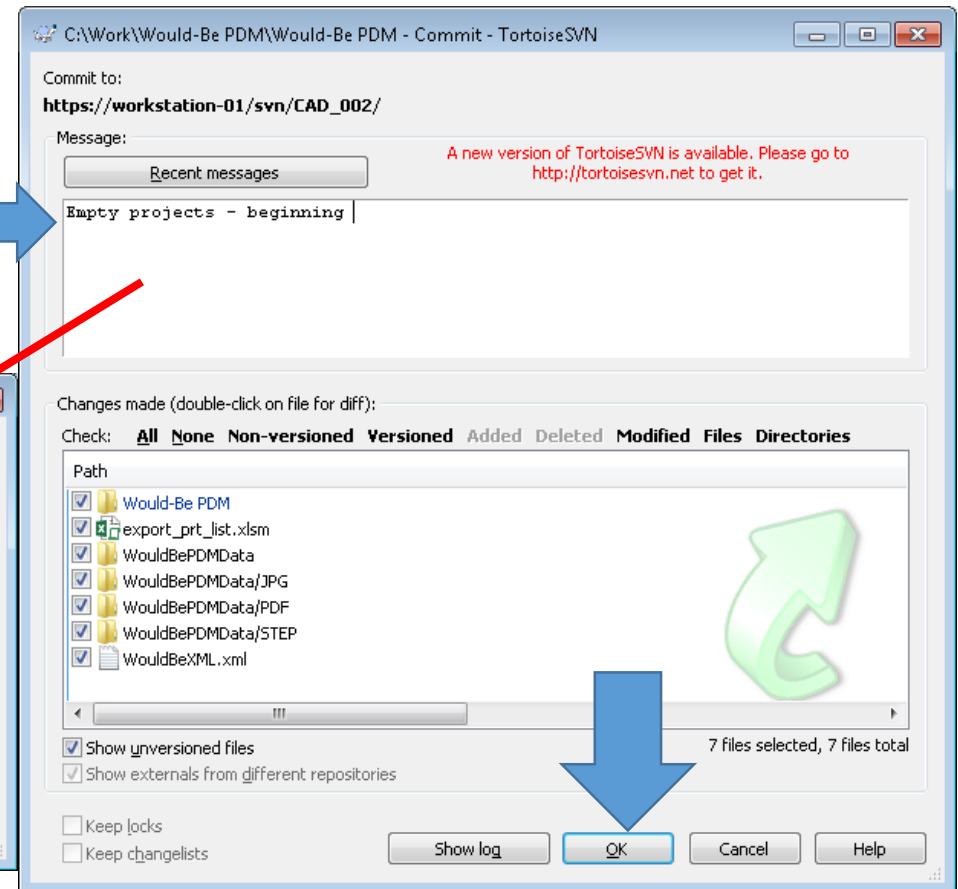 C:\Work\Would-Be PDM\Would-Be PDM - Commit - TortoiseSVN
Commit to:
https://workstation-01/svn/CAD_002/
Message:
Recent messages
A new version of TortoiseSVN is available. Please go to
http://tortoisesvn.net to get it.
Empty projects - beginning
Changes made (double-click on file for diff):
Check: All None Non-versioned Versioned Added Deleted Modified Files Directories
Path
Would-Be PDM
export_prt_list.xlsm
WouldBePDMData
WouldBePDMData/JPG
WouldBePDMData/PDF
WouldBePDMData/STEP
WouldBeXML.xml
Show unversioned files
7 files selected, 7 files total
Show externals from different repositories
Keep locks
Keep changelists
Show log OK Cancel Help